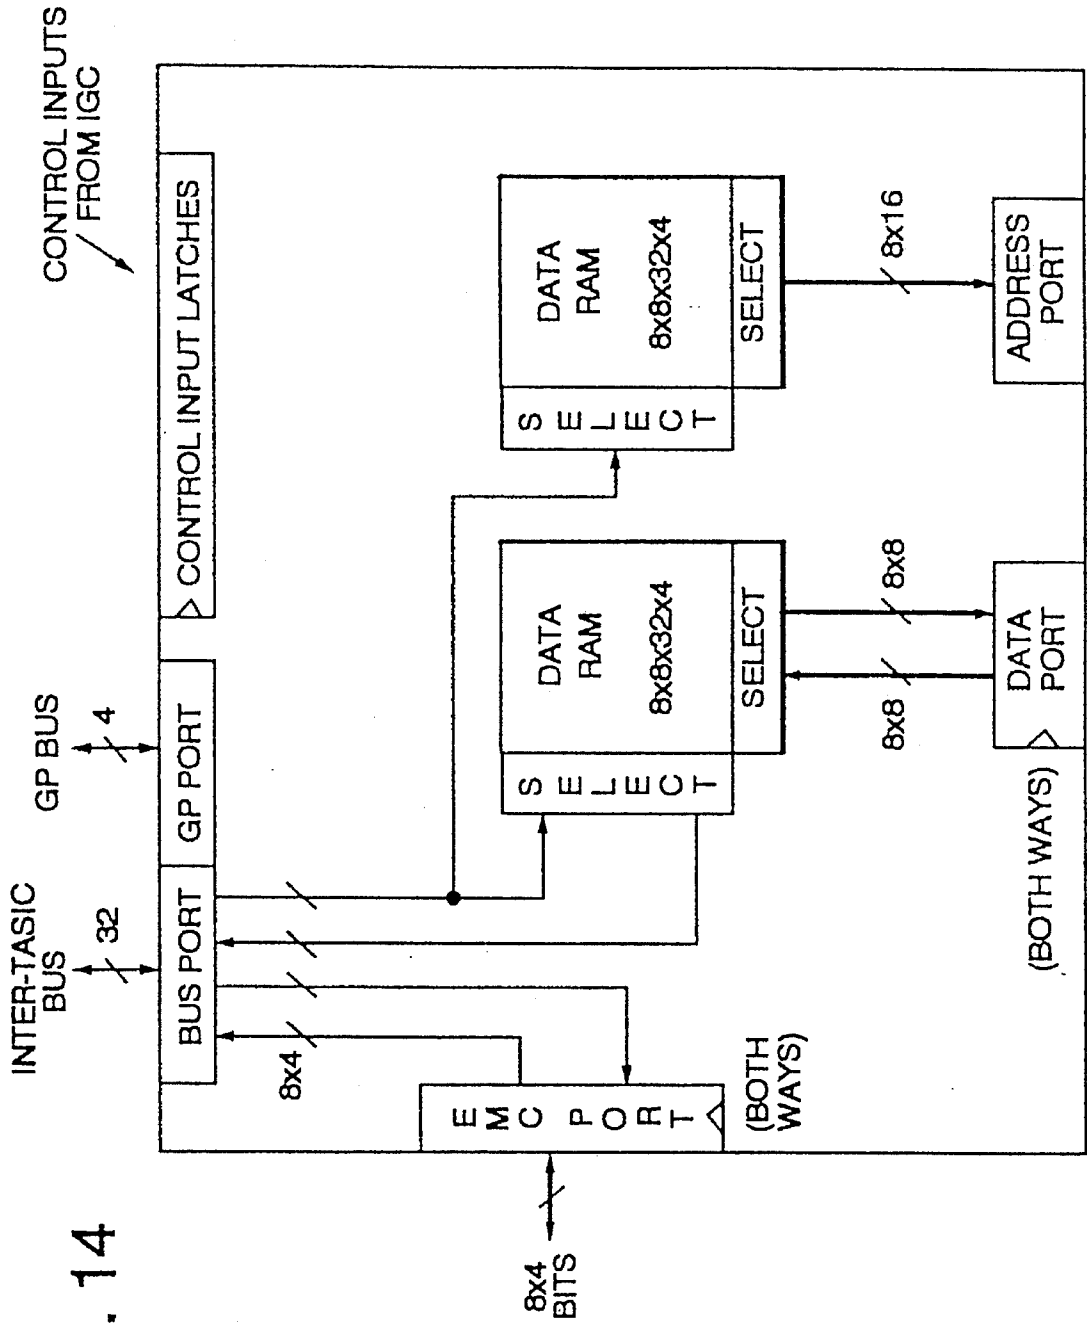 . 14
INTER-TASIC
BUS
32
GP BUS
4
CONTROL INPUTS
FROM IGC
BUS PORT
GP PORT
CONTROL INPUT LATCHES
8x4
8x4
BITS
EMC PORT
(BOTH
WAYS)
SELECT
DATA
RAM
8x8x32x4
SELECT
SELECT
DATA
RAM
8x8x32x4
SELECT
8x8
8x8
8x16
(BOTH WAYS)
DATA
PORT
ADDRESS
PORT